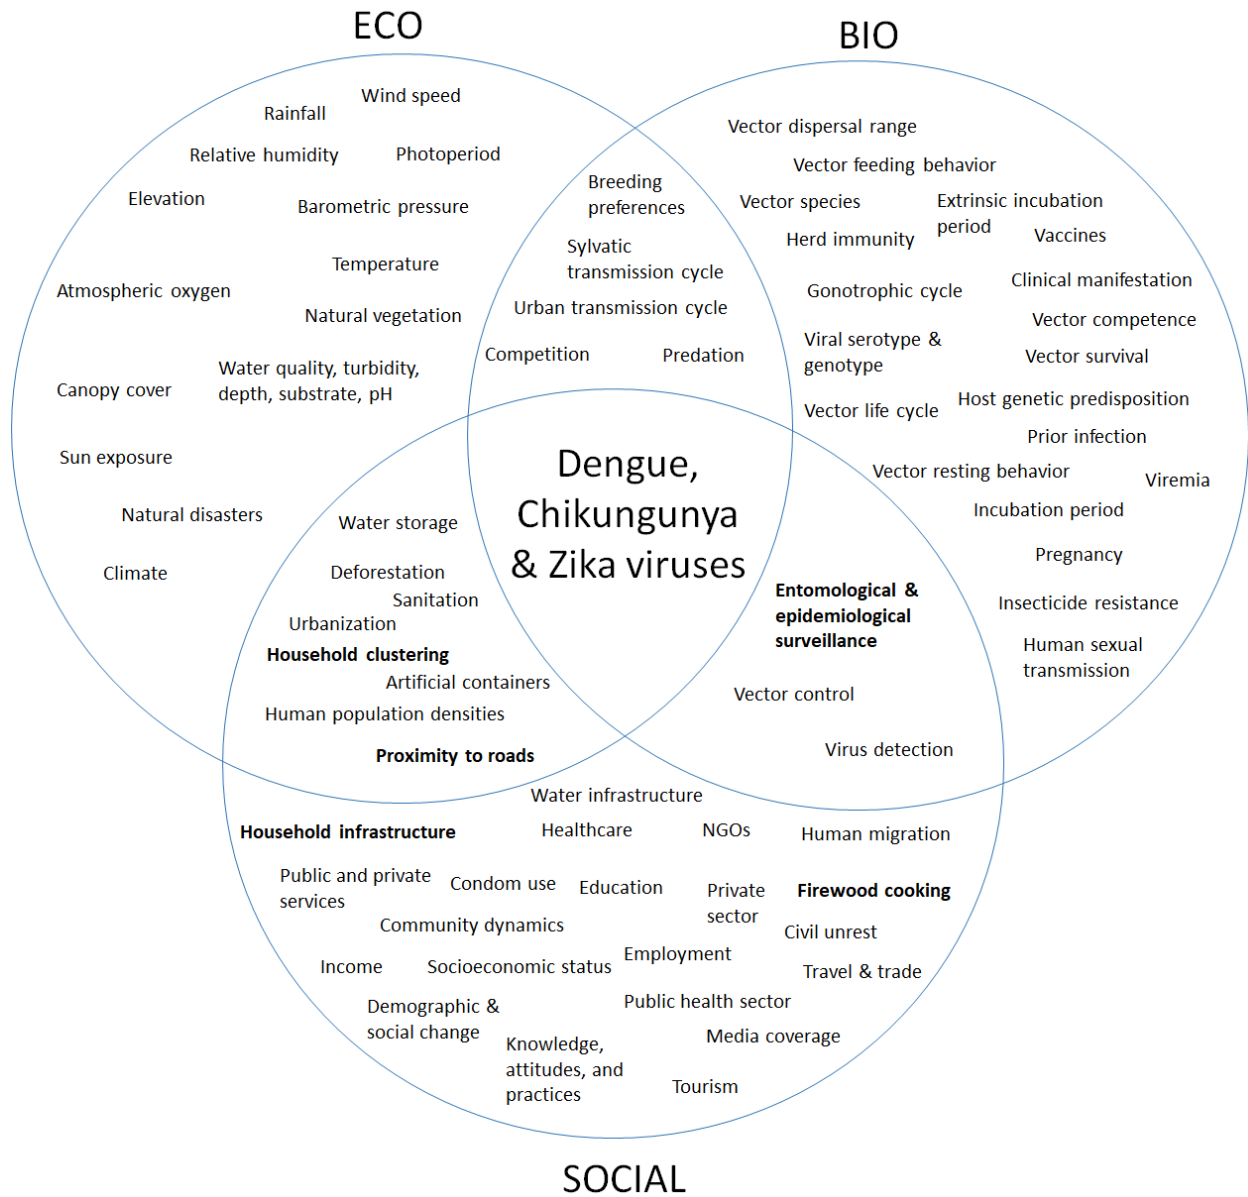 ECO
BIO
Wind speed
Rainfall
Relative humidity
Photoperiod
Elevation
Barometric pressure
Temperature
Atmospheric oxygen
Natural vegetation
Water quality, turbidity,
depth, substrate, pH
Canopy cover
Sun exposure
Natural disasters
Climate
Breeding
preferences
Sylvatic
transmission cycle
Urban transmission cycle
Competition
Predation
Vector dispersal range
Vector feeding behavior
Vector species
Extrinsic incubation
period
Herd immunity
Vaccines
Clinical manifestation
Gonotrophic cycle
Vector competence
Viral serotype &
genotype
Vector survival
Host genetic predisposition
Vector life cycle
Prior infection
Vector resting behavior
Viremia
Incubation period
Pregnancy
Insecticide resistance
Human sexual
transmission
Dengue,
Chikungunya
& Zika viruses
Water storage
Deforestation
Sanitation
Urbanization
Household clustering
Artificial containers
Human population densities
Proximity to roads
Entomological &
epidemiological
surveillance
Vector control
Virus detection
Water infrastructure
Household infrastructure
Healthcare
NGOs
Human migration
Public and private
services
Condom use
Education
Private
sector
Firewood cooking
Community dynamics
Civil unrest
Employment
Income
Socioeconomic status
Travel & trade
Demographic &
social change
Public health sector
Media coverage
Knowledge,
attitudes, and
practices
Tourism
SOCIAL